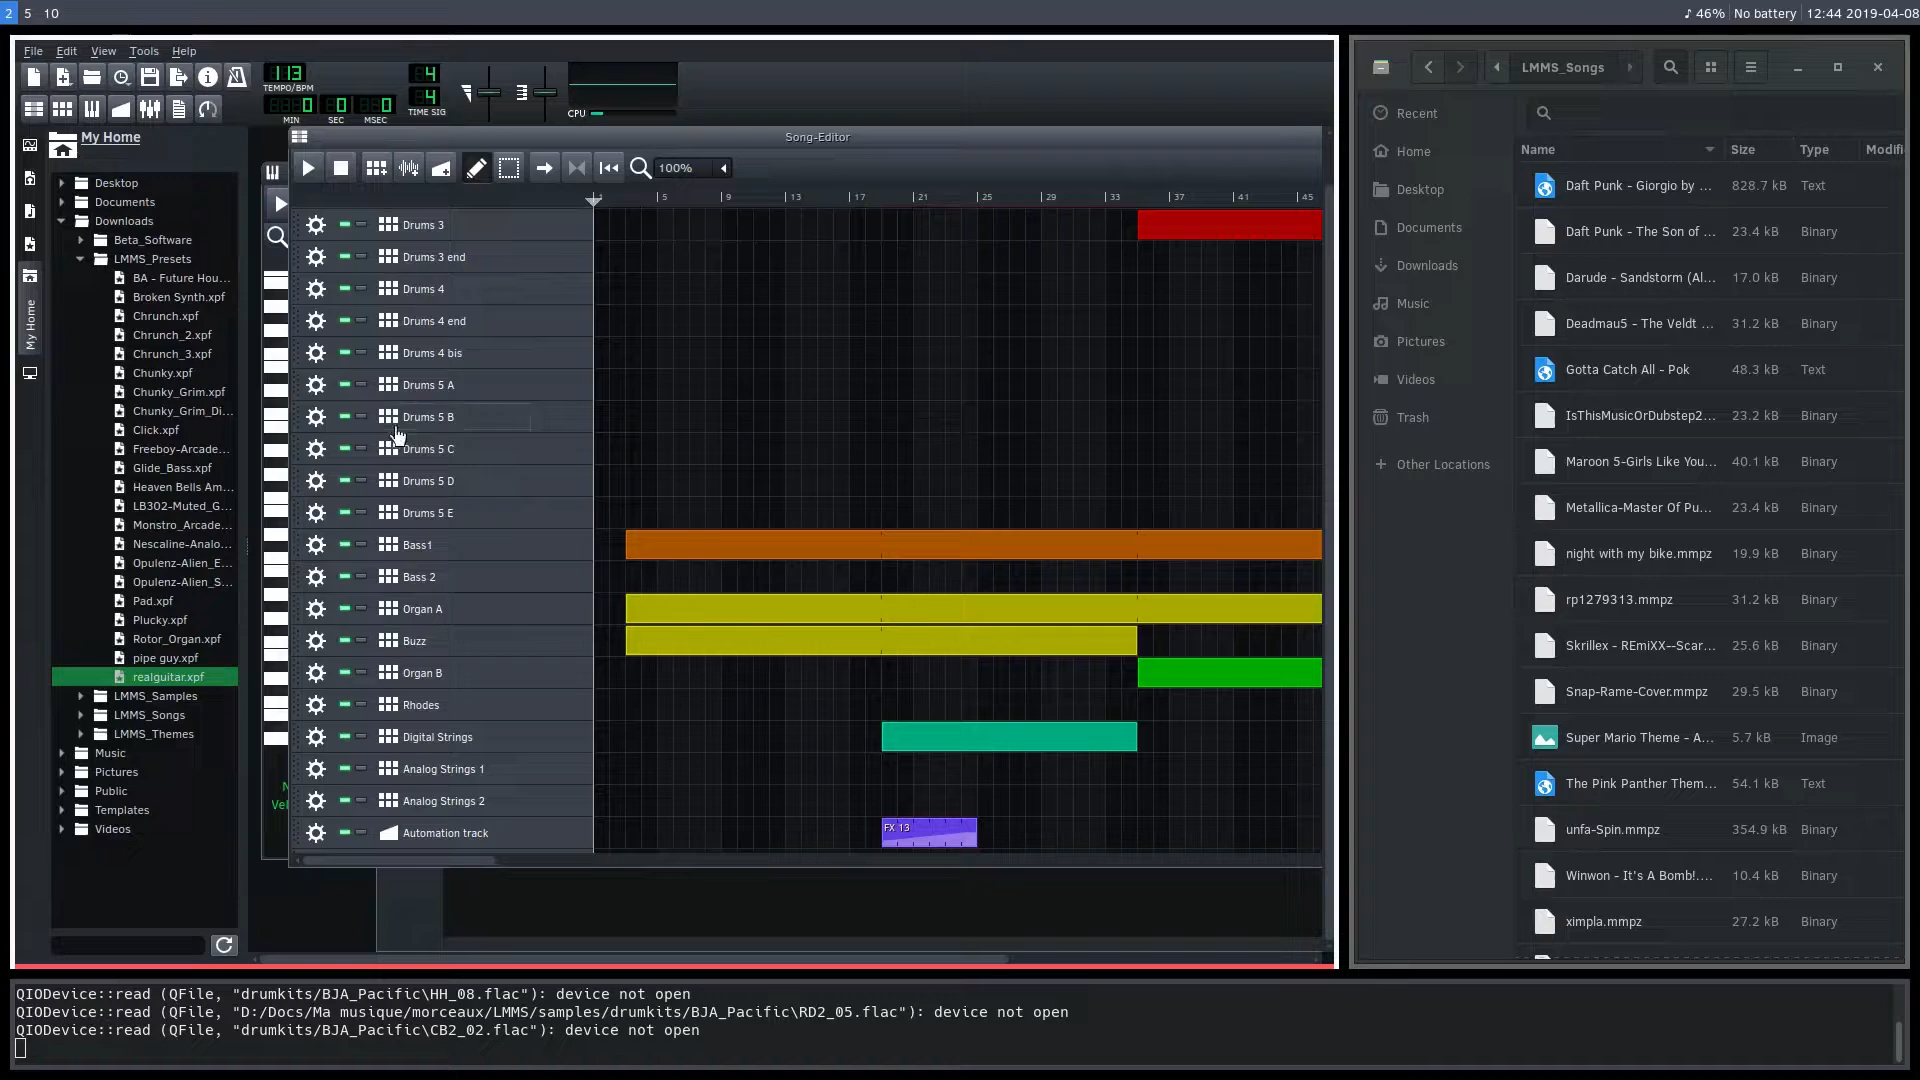 2 5 10
♪ 46% No battery 12:44 2019-04-08
File Edit View Tools Help
113
TEMPO/BPM
0 0 0
MIN SEC MSEC
4
4
TIME SIG
CPU
My Home
My Home
Desktop
Documents
Downloads
Beta_Software
LMMS_Presets
BA - Future Hou...
Broken Synth.xpf
Chrunch.xpf
Chrunch_2.xpf
Chrunch_3.xpf
Chunky.xpf
Chunky_Grim.xpf
Chunky_Grim_Di...
Click.xpf
Freeboy-Arcade...
Glide_Bass.xpf
Heaven Bells Am...
LB302-Muted_G...
Monstro_Arcade...
Nescaline-Analo...
Opulenz-Alien_E...
Opulenz-Alien_S...
Pad.xpf
Plucky.xpf
Rotor_Organ.xpf
pipe guy.xpf
realguitar.xpf
LMMS_Samples
LMMS_Songs
LMMS_Themes
Music
Pictures
Public
Templates
Videos
Song-Editor
100%
5 9 13 17 21 25 29 33 37 41 45
Drums 3
Drums 3 end
Drums 4
Drums 4 end
Drums 4 bis
Drums 5 A
Drums 5 B
Drums 5 C
Drums 5 D
Drums 5 E
Bass1
Bass 2
Organ A
Buzz
Organ B
Rhodes
Digital Strings
Analog Strings 1
Analog Strings 2
Automation track
FX 13
N
Vel
LMMS_Songs
Recent
Home
Desktop
Documents
Downloads
Music
Pictures
Videos
Trash
Other Locations
Name Size Type Modifi
Daft Punk - Giorgio by ... 828.7 kB Text
Daft Punk - The Son of ... 23.4 kB Binary
Darude - Sandstorm (Al... 17.0 kB Binary
Deadmau5 - The Veldt ... 31.2 kB Binary
Gotta Catch All - Pok 48.3 kB Text
IsThisMusicOrDubstep2... 23.2 kB Binary
Maroon 5-Girls Like You... 40.1 kB Binary
Metallica-Master Of Pu... 23.4 kB Binary
night with my bike.mmpz 19.9 kB Binary
rp1279313.mmpz 31.2 kB Binary
Skrillex - REmiXX--Scar... 25.6 kB Binary
Snap-Rame-Cover.mmpz 29.5 kB Binary
Super Mario Theme - A... 5.7 kB Image
The Pink Panther Them... 54.1 kB Text
unfa-Spin.mmpz 354.9 kB Binary
Winwon - It's A Bomb!.... 10.4 kB Binary
ximpla.mmpz 27.2 kB Binary
QIODevice::read (QFile, "drumkits/BJA_Pacific\HH_08.flac"): device not open
QIODevice::read (QFile, "D:/Docs/Ma musique/morceaux/LMMS/samples/drumkits/BJA_Pacific\RD2_05.flac"): device not open
QIODevice::read (QFile, "drumkits/BJA_Pacific\CB2_02.flac"): device not open